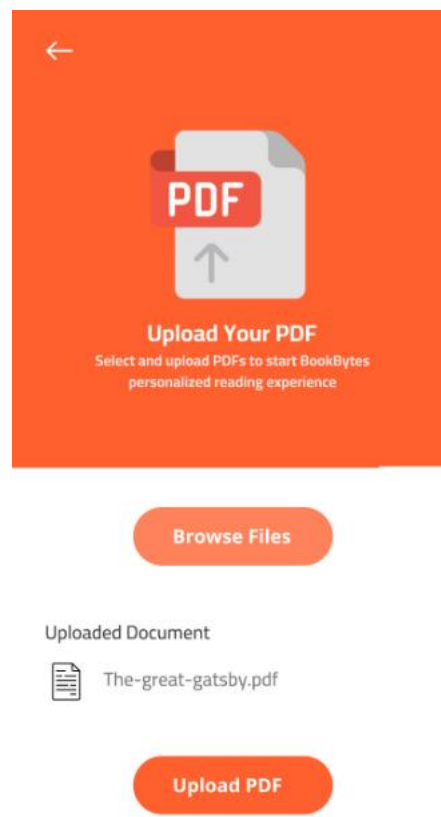 PDF
Upload Your PDF
Select and upload PDFs to start BookBytes
personalized reading experience
Browse Files
Uploaded Document
The-great-gatsby.pdf
Upload PDF